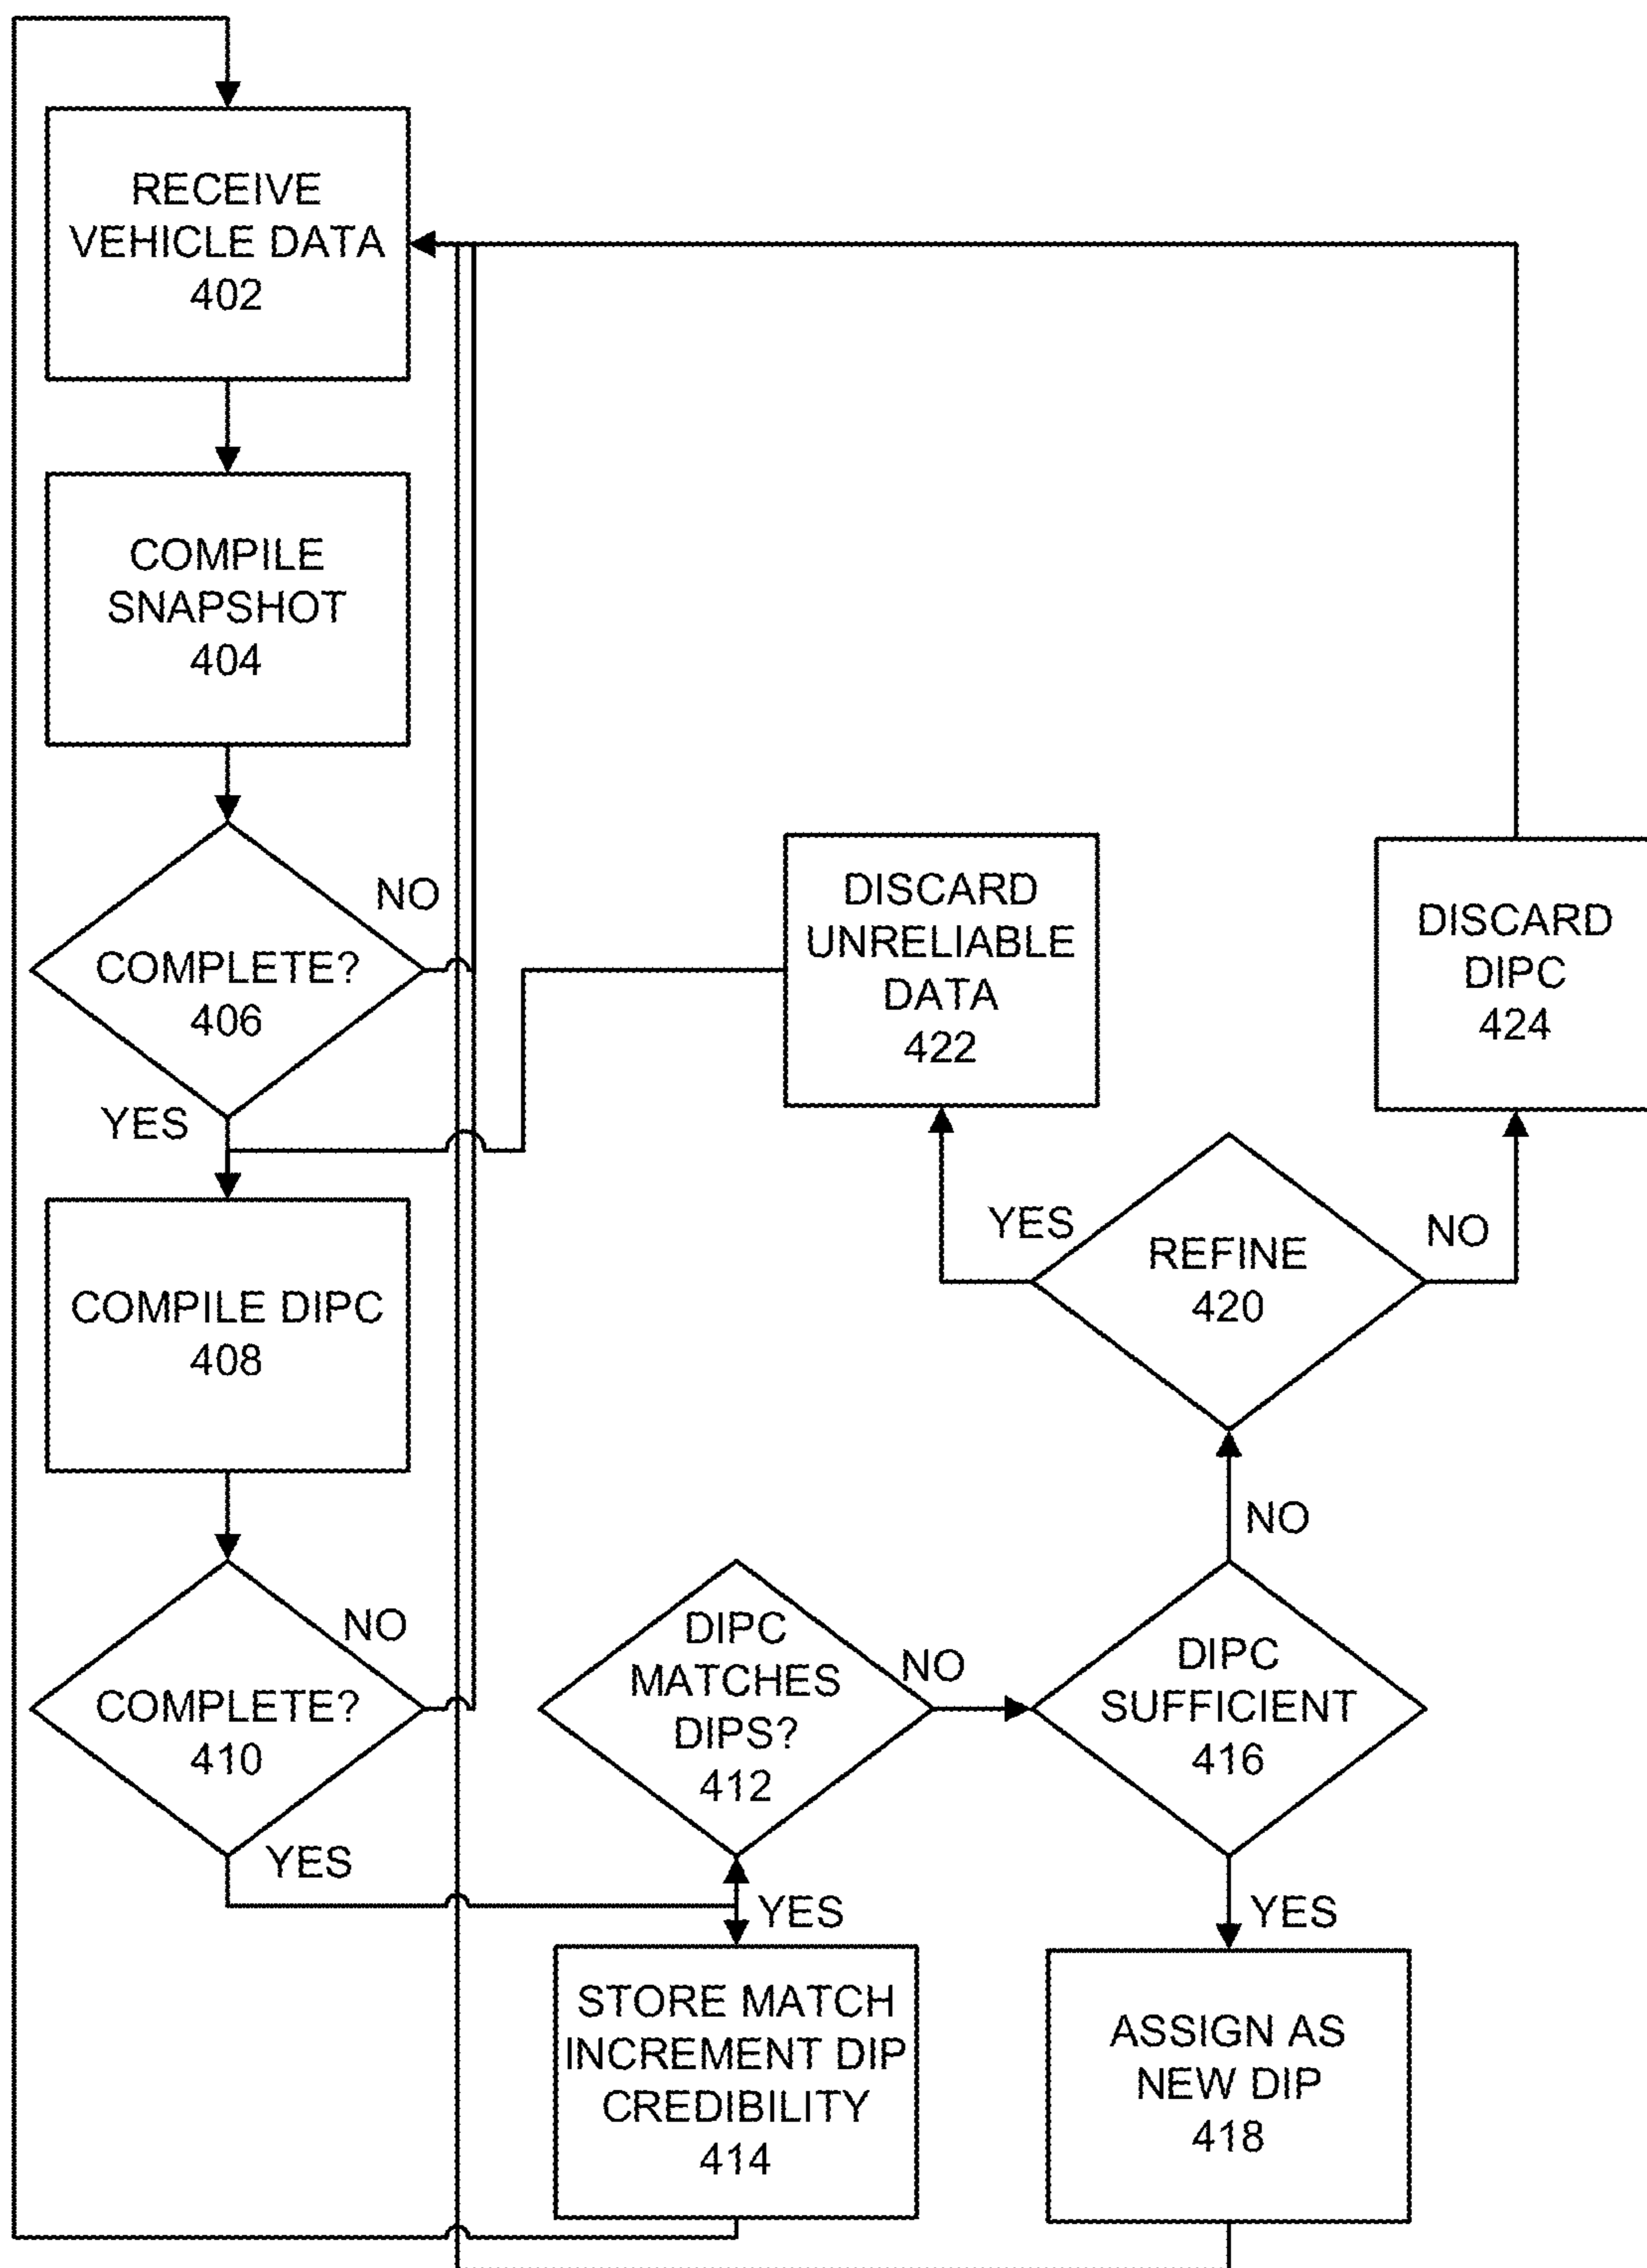 RECEIVE
VEHICLE DATA
402
COMPILE
SNAPSHOT
404
NO
COMPLETE?
406
YES
COMPILE DIPC
408
NO
COMPLETE?
410
YES
DIPC
MATCHES
DIPS?
412
NO
YES
STORE MATCH
INCREMENT DIP
CREDIBILITY
414
DIPC
SUFFICIENT
416
NO
YES
ASSIGN AS
NEW DIP
418
REFINE
420
YES
NO
DISCARD
UNRELIABLE
DATA
422
DISCARD
DIPC
424